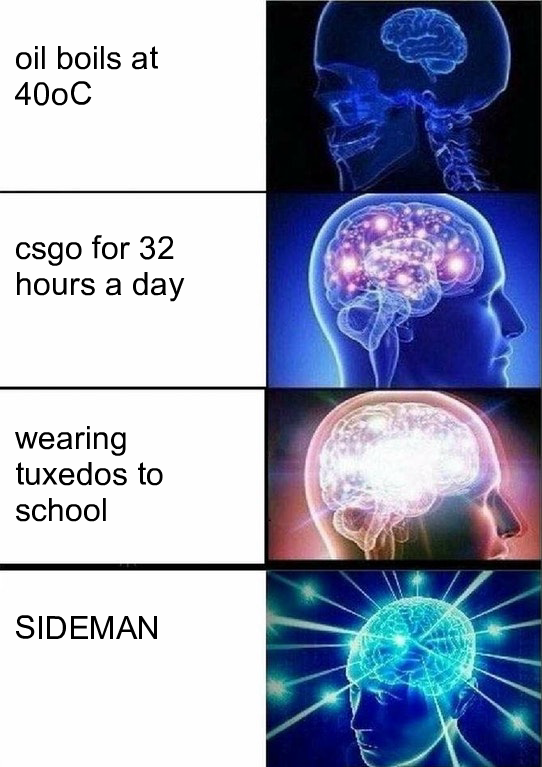 oil boils at
40oC
csgo for 32
hours a day
wearing
tuxedos to
school
SIDEMAN